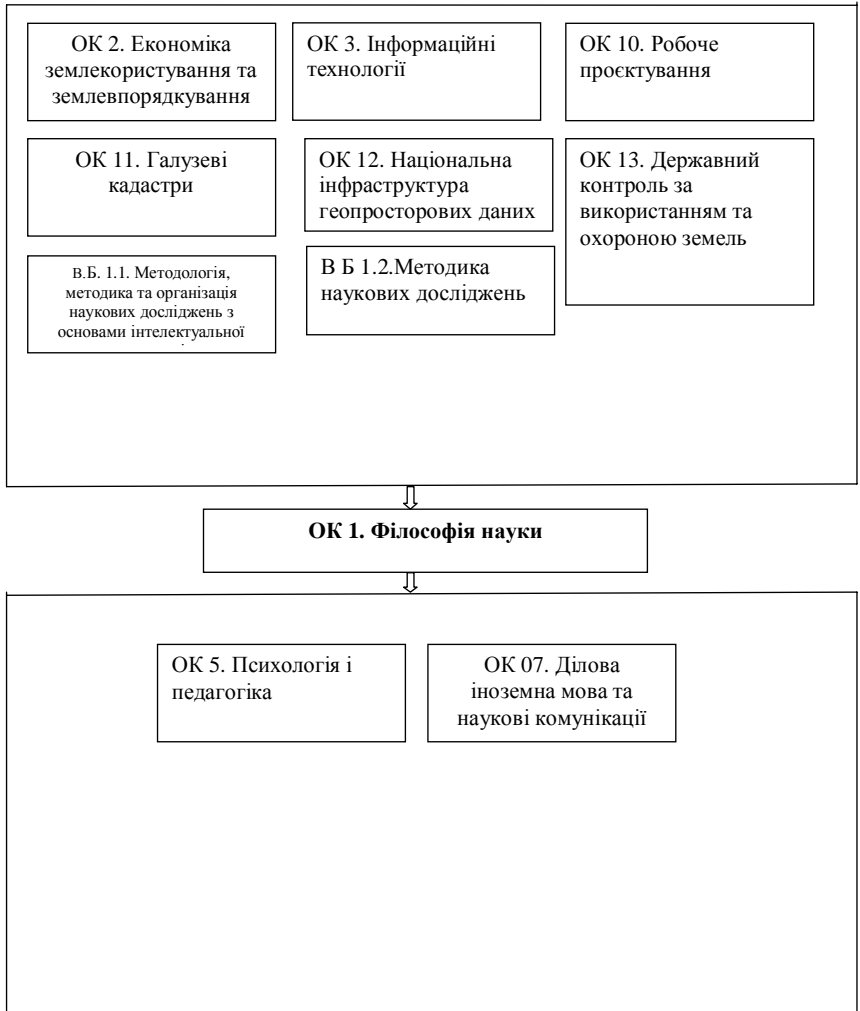 ОК 2. Економіка
землекористування та
землевпорядкування
ОК 3. Інформаційні
технології
ОК 10. Робоче
проєктування
ОК 11. Галузеві
кадастри
ОК 12. Національна
інфраструктура
геопросторових даних
ОК 13. Державний
контроль за
використанням та
охороною земель
В.Б. 1.1. Методологія,
методика та організація
наукових досліджень з
основами інтелектуальної
В Б 1.2.Методика
наукових досліджень
ОК 1. Філософія науки
ОК 5. Психологія і
педагогіка
ОК 07. Ділова
іноземна мова та
наукові комунікації